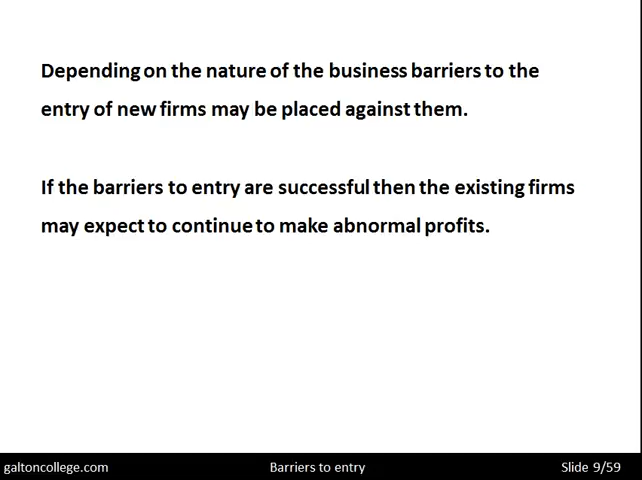 Depending on the nature of the business barriers to the
entry of new firms may be placed against them.
If the barriers to entry are successful then the existing firms
may expect to continue to make abnormal profits.
galtoncollege.com Barriers to entry Slide 9/59